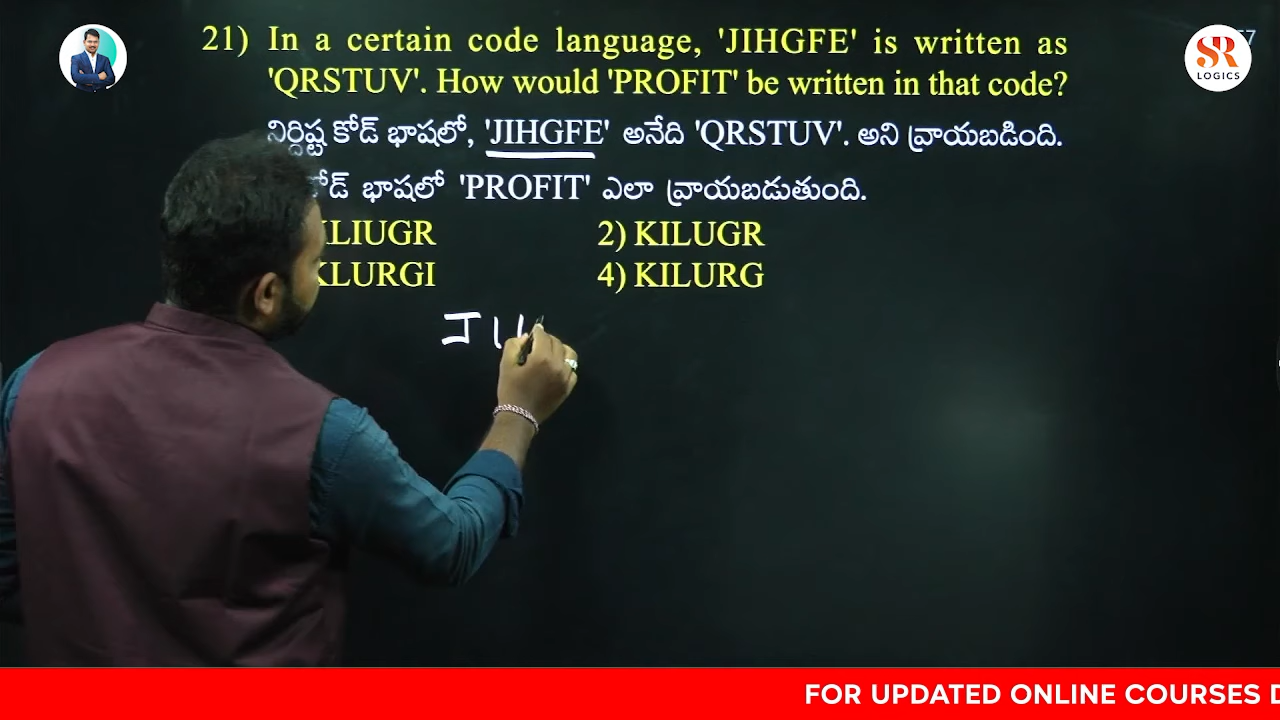 21) In a certain code language, 'JIHGFE' is written as
'QRSTUV'. How would 'PROFIT' be written in that code?
నిర్దిష్ట కోడ్ భాషలో, 'JIHGFE' అనేది 'QRSTUV'. అని వ్రాయబడింది.
కోడ్ భాషలో 'PROFIT' ఎలా వ్రాయబడుతుంది.
KLIUGR 2) KILUGR
KLURGI 4) KILURG
J I
SR
LOGICS
FOR UPDATED ONLINE COURSES